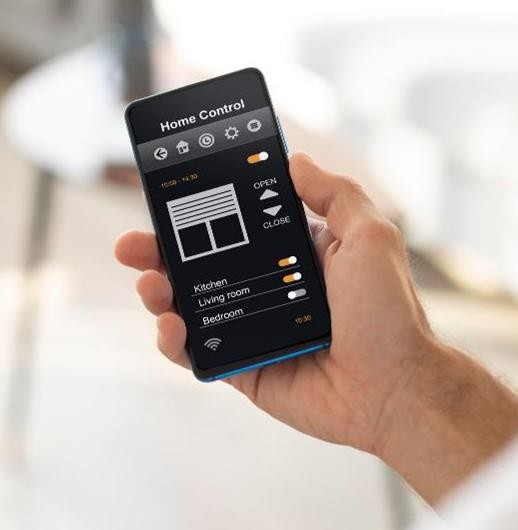 Home Control
10:00 - 14.30
OPEN
CLOSE
Kitchen
Living room
Bedroom
10:30